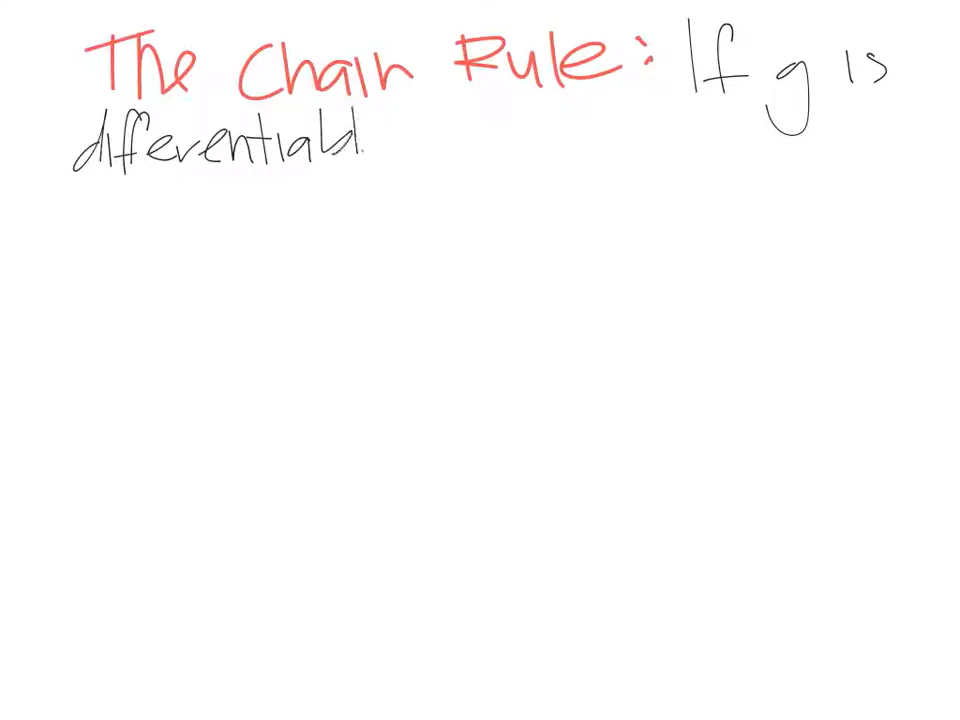 The Chain Rule: If g is
differentiabl